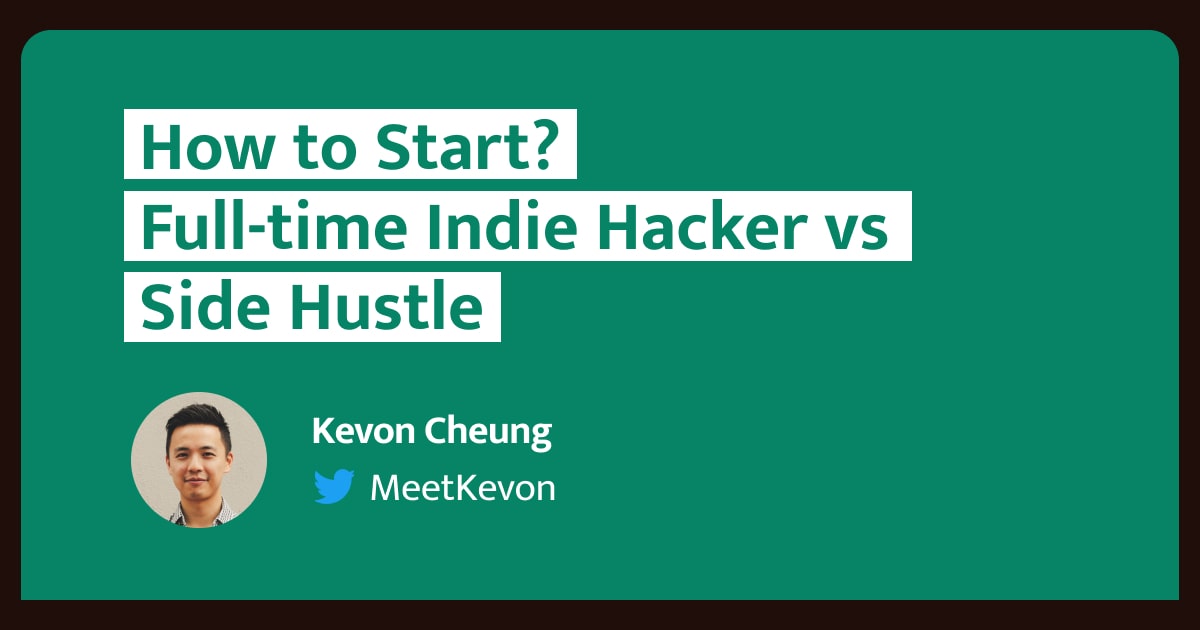 How to Start?
Full-time Indie Hacker vs
Side Hustle
Kevon Cheung
MeetKevon